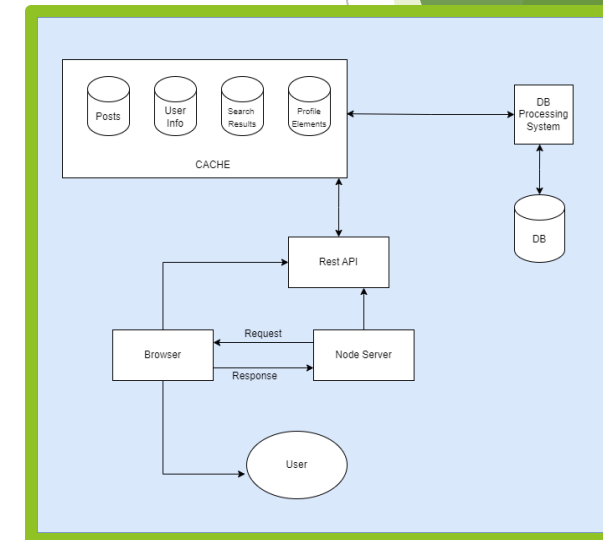 Posts
User
Info
Search
Results
Profile
Elements
CACHE
DB
Processing
System
DB
Rest API
Request
Browser
Node Server
Response
User